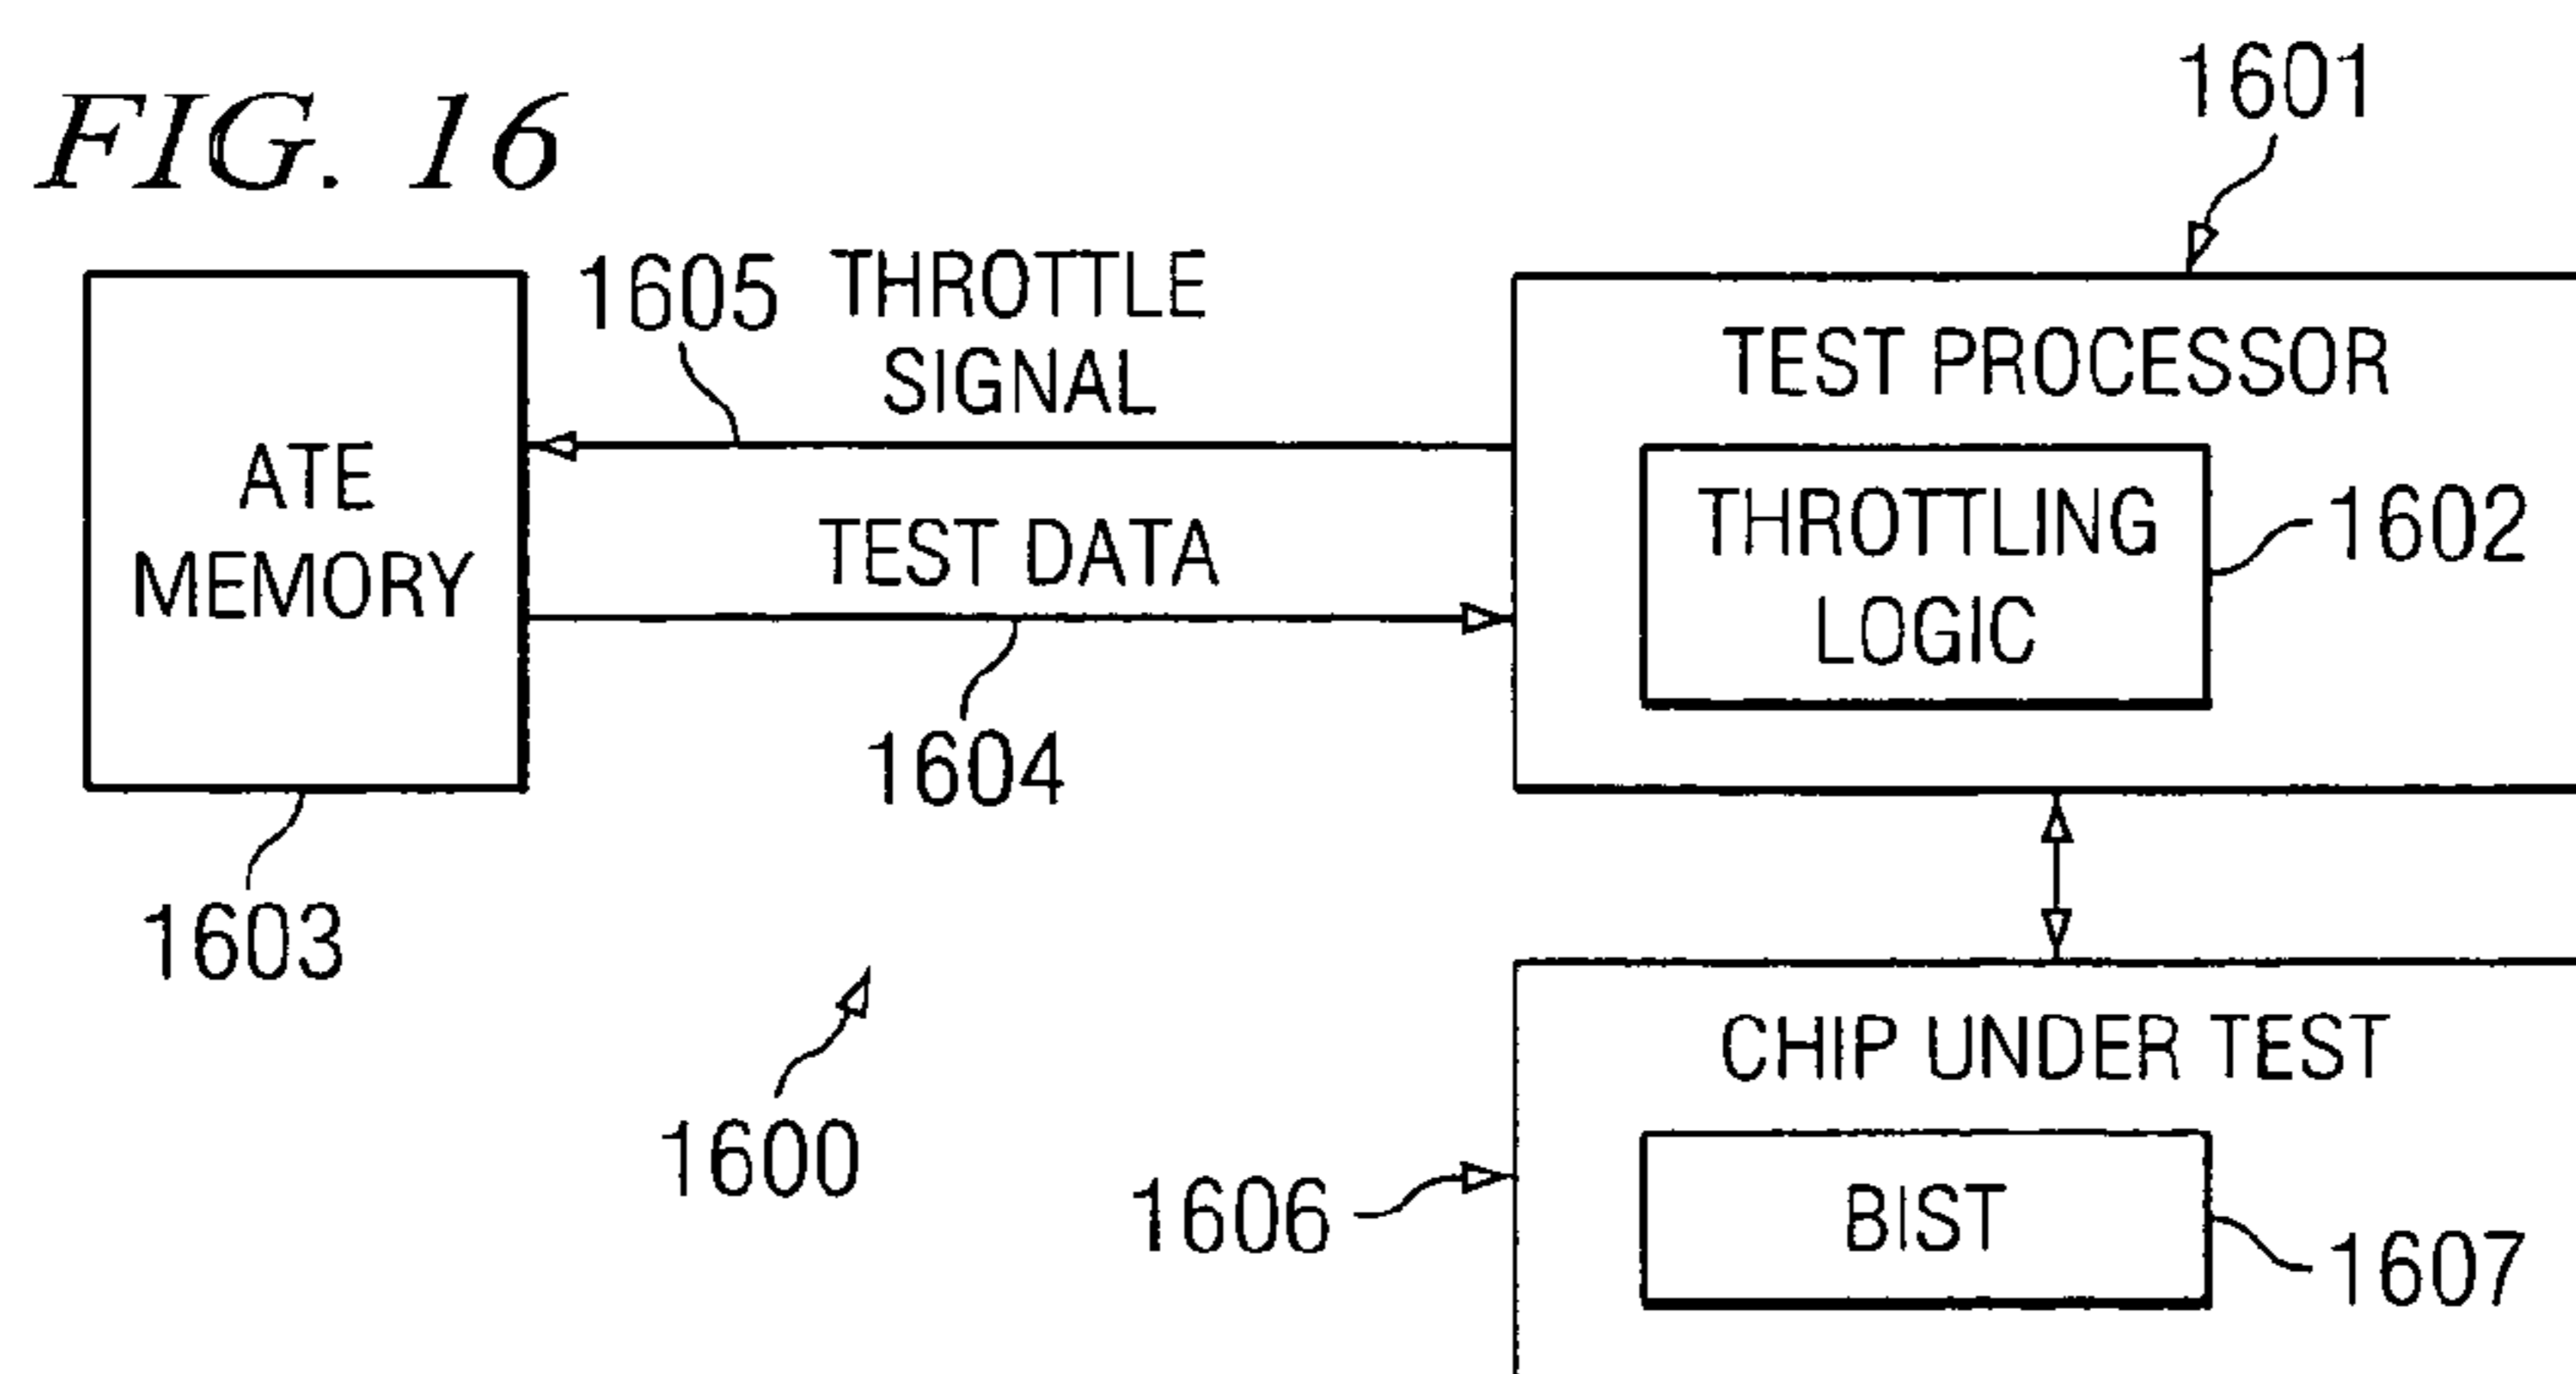 FIG. 16
1601
1605
THROTTLE
SIGNAL
TEST PROCESSOR
ATE
MEMORY
THROTTLING
LOGIC
1602
TEST DATA
1604
1603
1600
CHIP UNDER TEST
1606
BIST
1607